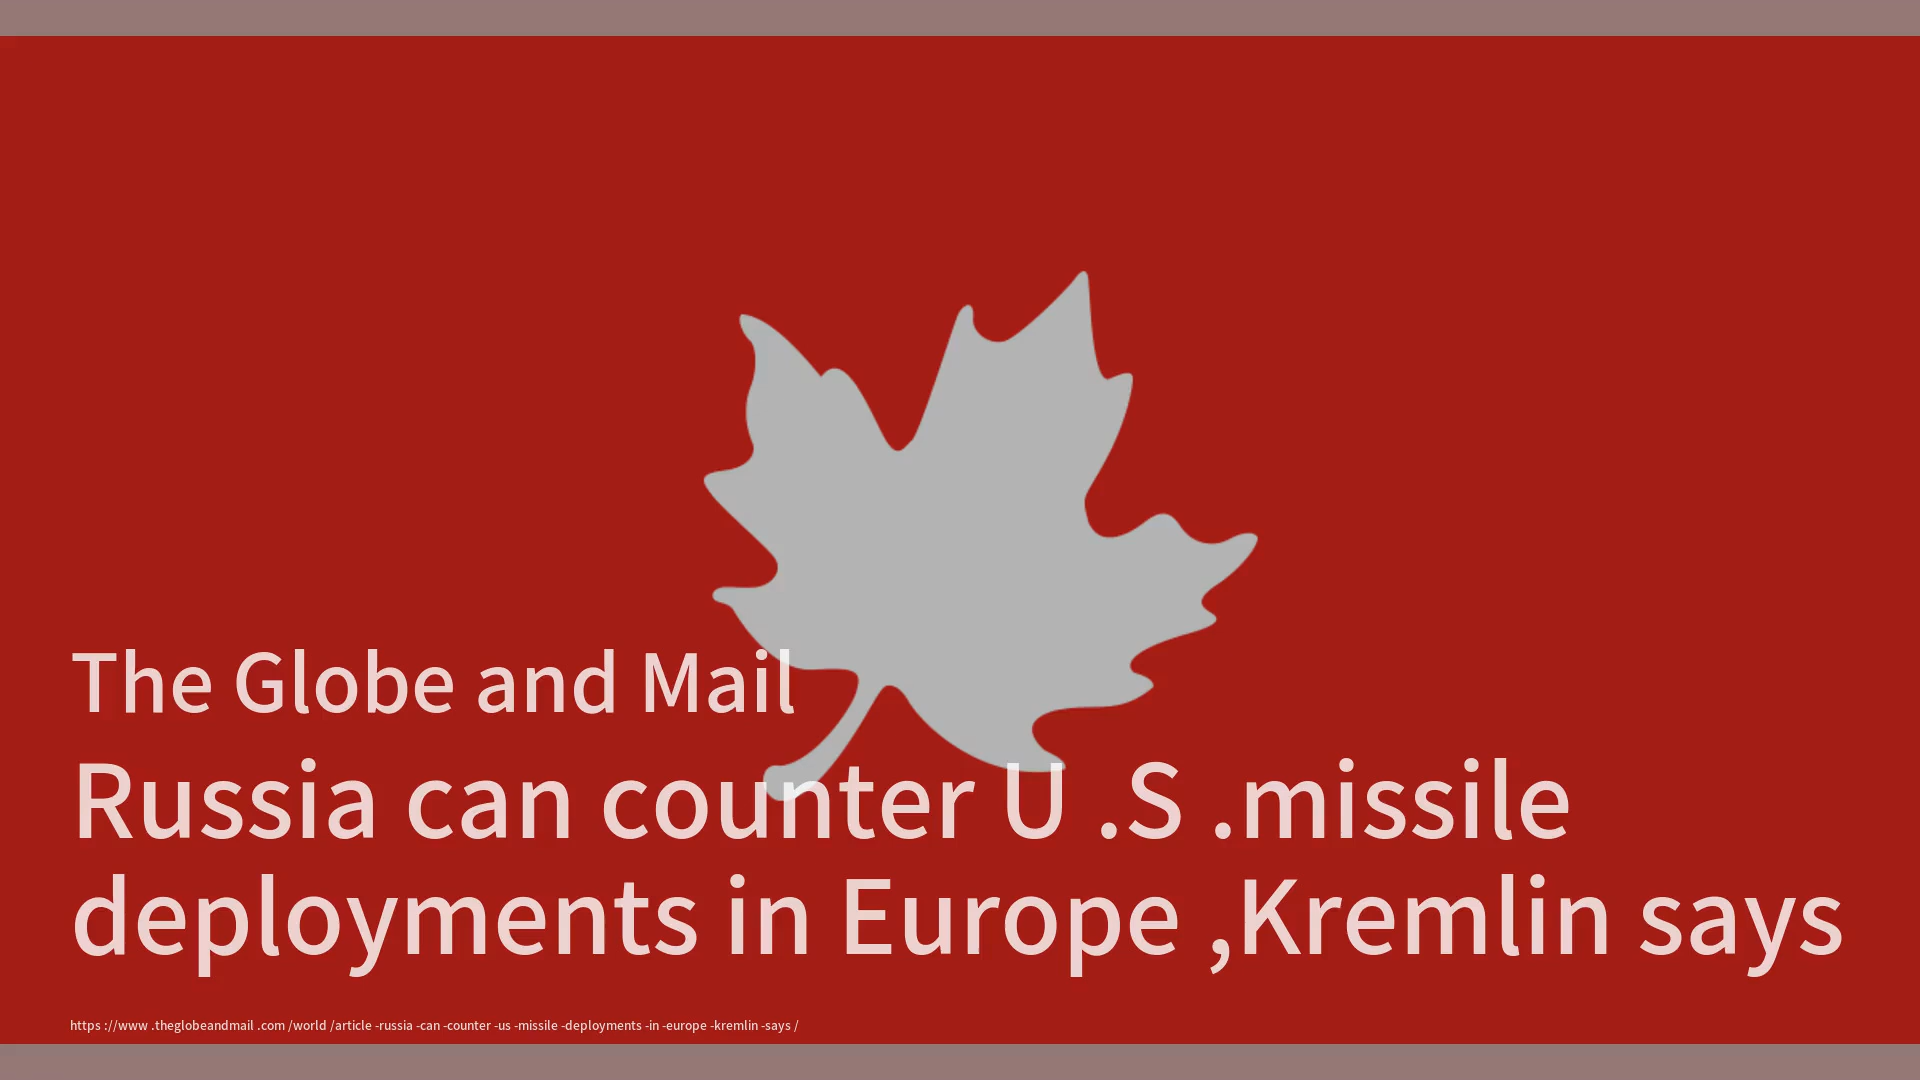 The Globe and Mail
Russia can counter U .S .missile
deployments in Europe ,Kremlin says
https ://www .theglobeandmail .com /world /article -russia -can -counter -us -missile -deployments -in -europe -kremlin -says /